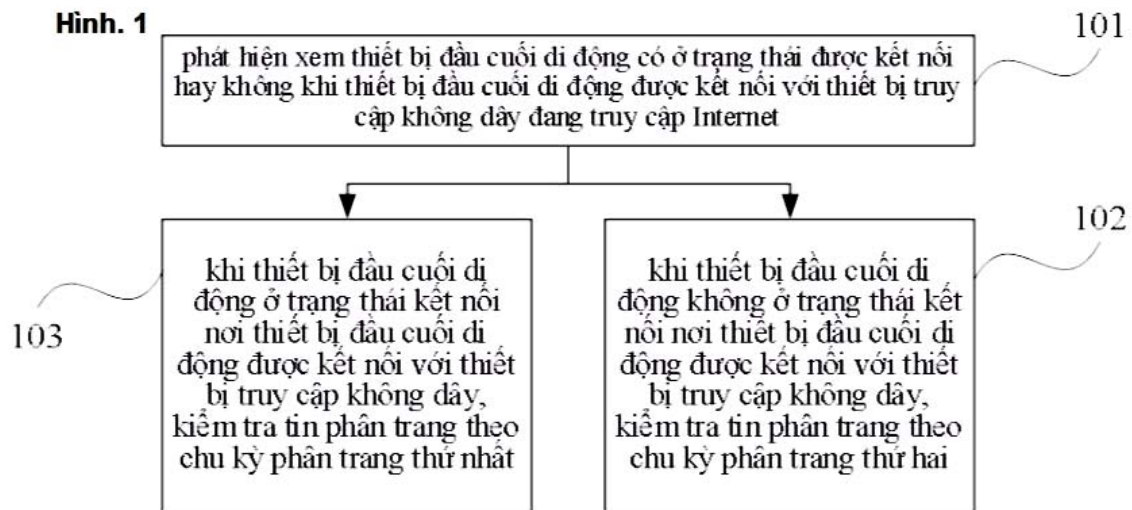 Hình. 1
101
phát hiện xem thiết bị đầu cuối di động có ở trạng thái được kết nối
hay không khi thiết bị đầu cuối di động được kết nối với thiết bị truy
cập không dây đang truy cập Internet
102
103
khi thiết bị đầu cuối di
động ở trạng thái kết nối
nơi thiết bị đầu cuối di
động được kết nối với thiết
bị truy cập không dây,
kiểm tra tin phân trang theo
chu kỳ phân trang thứ nhất
khi thiết bị đầu cuối di
động không ở trạng thái kết
nối nơi thiết bị đầu cuối di
động được kết nối với thiết
bị truy cập không dây,
kiểm tra tin phân trang theo
chu kỳ phân trang thứ hai